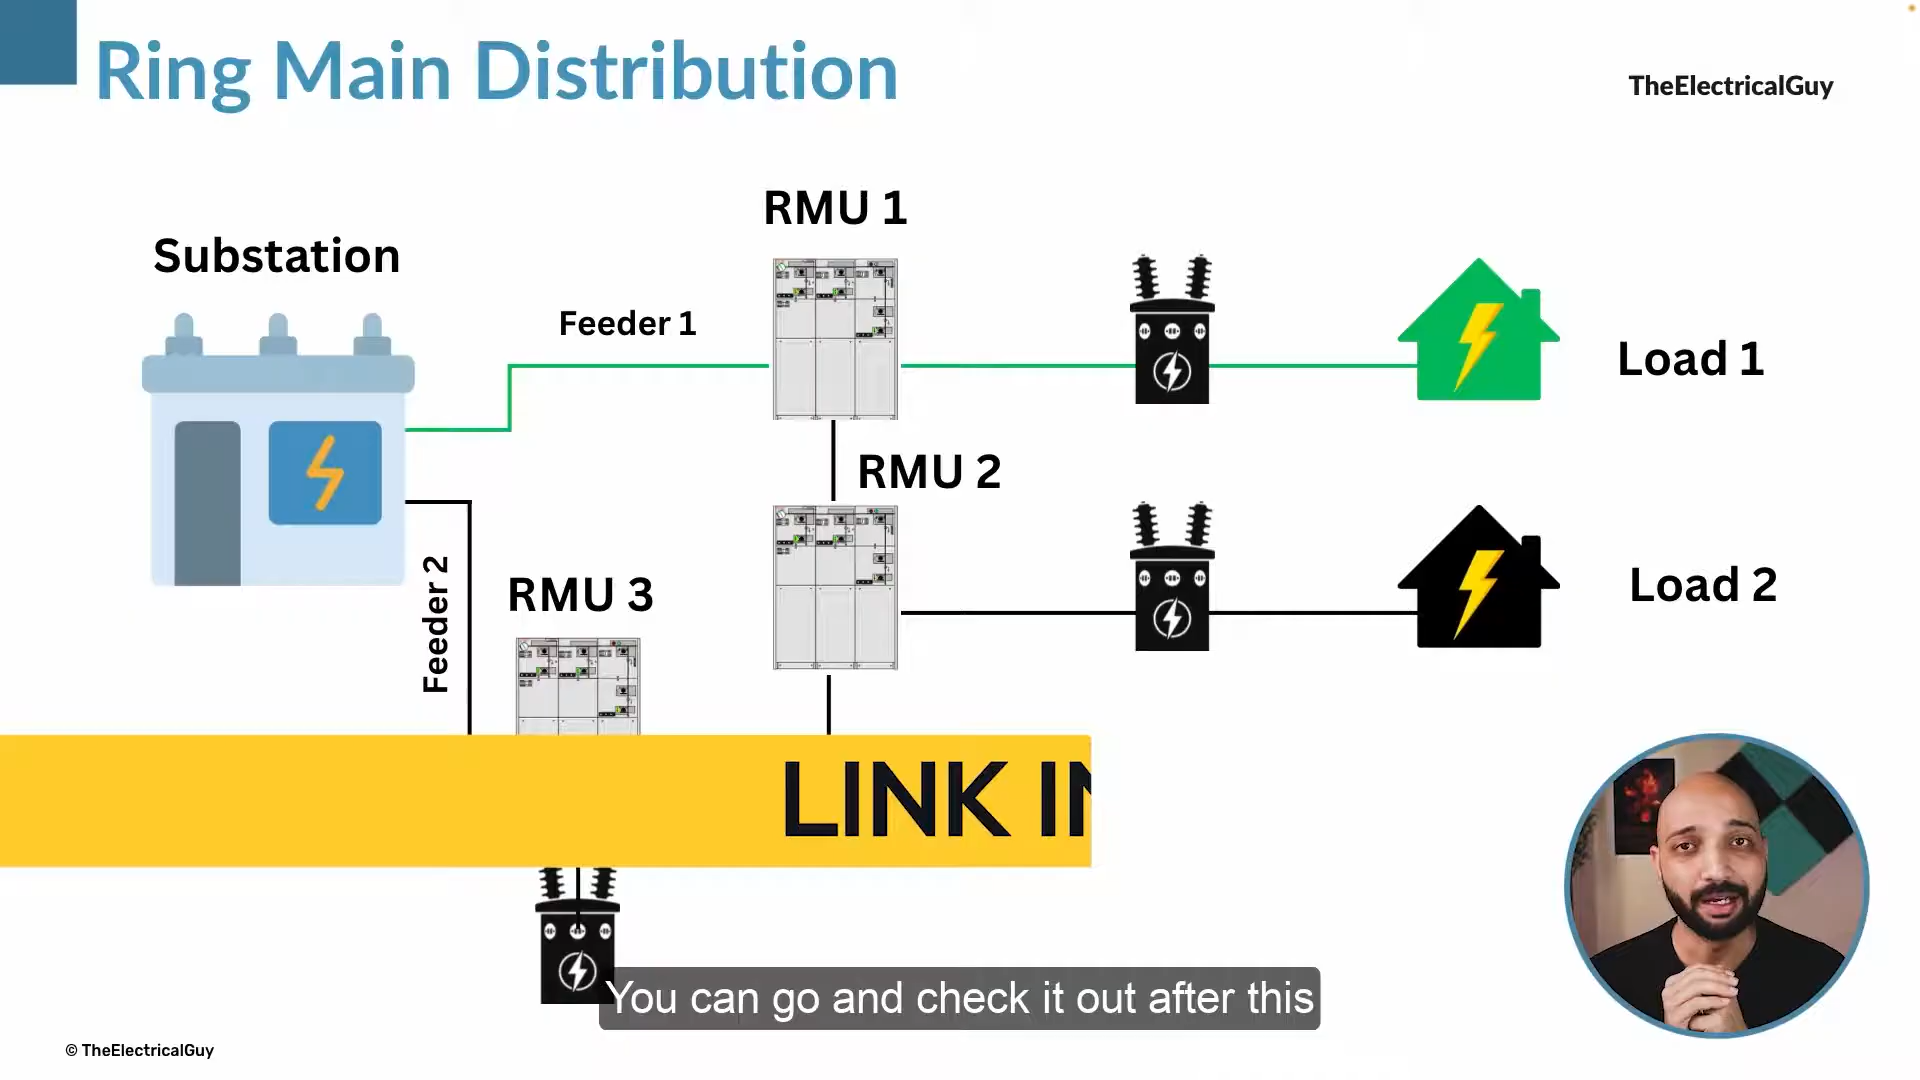 Ring Main Distribution
TheElectricalGuy
RMU 1
Substation
Feeder 1
Load 1
RMU 2
Feeder 2
RMU 3
Load 2
LINK IN
You can go and check it out after this
© TheElectricalGuy